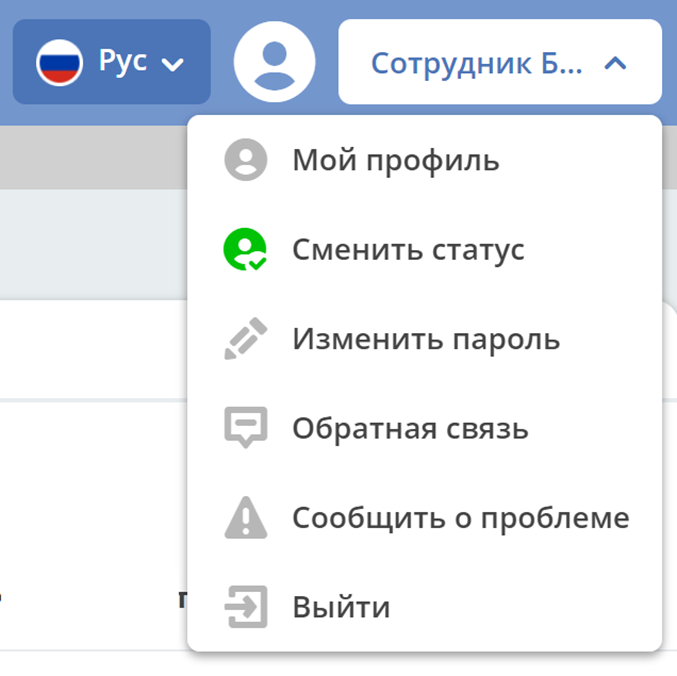 Рус
Сотрудник Б...
Мой профиль
Сменить статус
Изменить пароль
Обратная связь
Сообщить о проблеме
Выйти